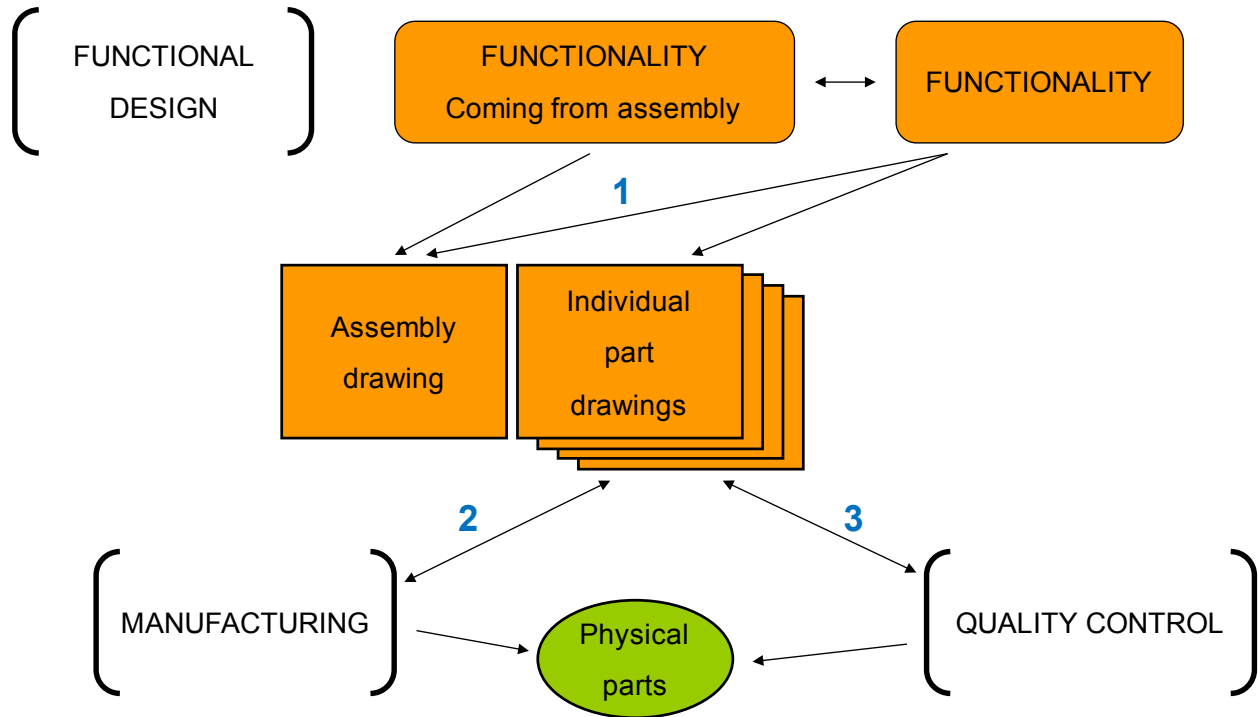 FUNCTIONAL
DESIGN
FUNCTIONALITY
Coming from assembly
FUNCTIONALITY
1
Assembly
drawing
Individual
part
drawings
2
3
MANUFACTURING
Physical
parts
QUALITY CONTROL